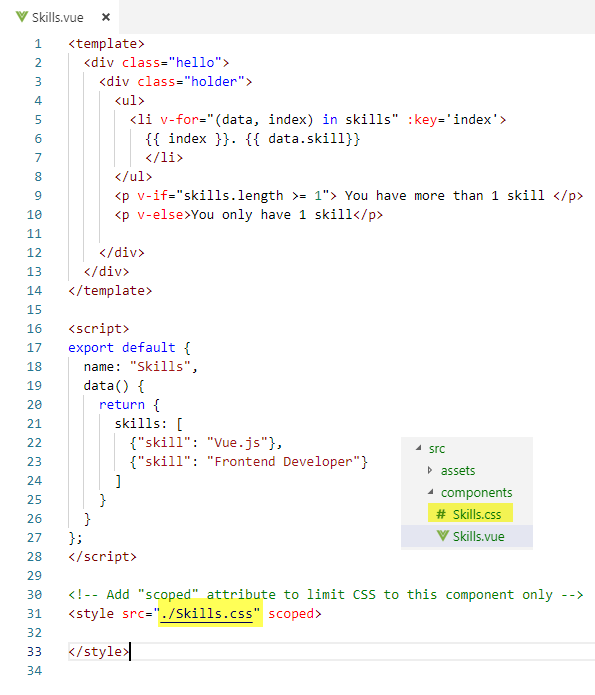 Skills.vue ×
1 <template>
2 <div class="hello">
3 <div class="holder">
4 <ul>
5 <li v-for="(data, index) in skills" :key='index'>
6 {{ index }}. {{ data.skill}}
7 </li>
8 </ul>
9 <p v-if="skills.length >= 1"> You have more than 1 skill </p>
10 <p v-else>You only have 1 skill</p>
11
12 </div>
13 </div>
14 </template>
15
16 <script>
17 export default {
18 name: "Skills",
19 data() {
20 return {
21 skills: [
22 {"skill": "Vue.js"},
23 {"skill": "Frontend Developer"}
24 ]
25 }
26 }
27 };
28 </script>
29
30 <!-- Add "scoped" attribute to limit CSS to this component only -->
31 <style src="./Skills.css" scoped>
32
33 </style>
34
src
assets
components
# Skills.css
Skills.vue